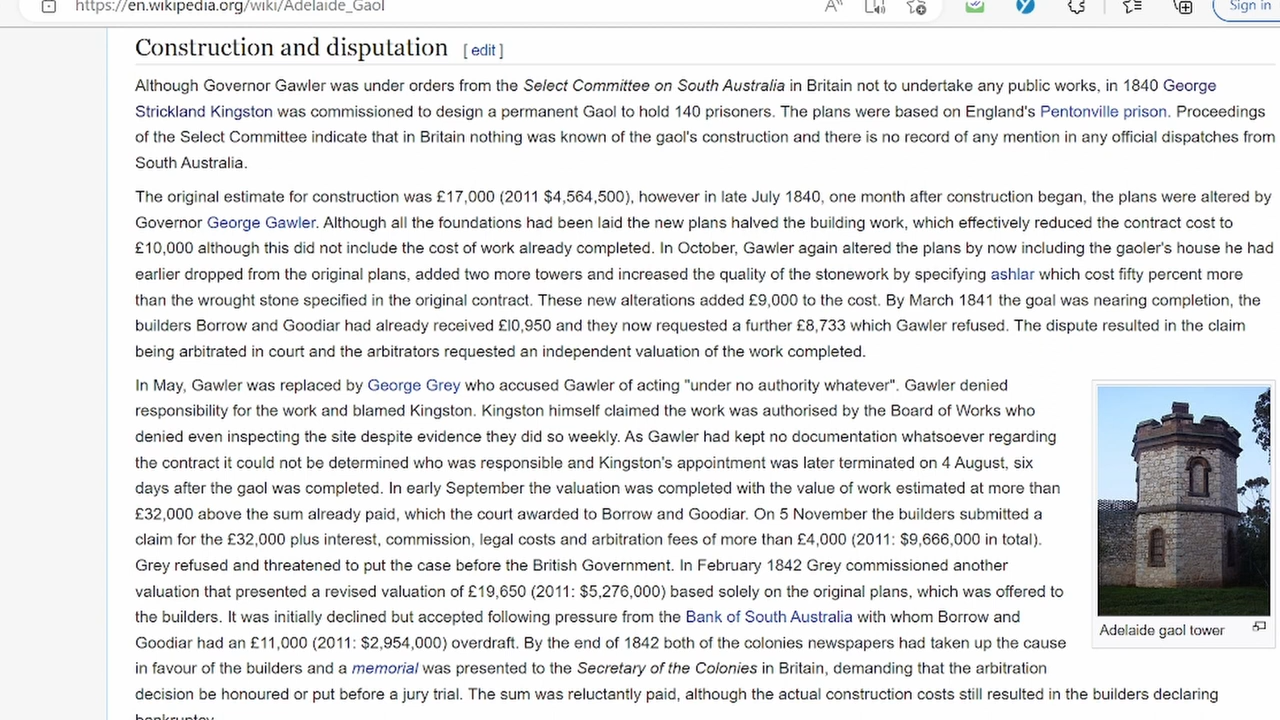 https://en.wikipedia.org/wiki/Adelaide_Gaol
Sign in
Construction and disputation [ edit ]
Although Governor Gawler was under orders from the Select Committee on South Australia in Britain not to undertake any public works, in 1840 George
Strickland Kingston was commissioned to design a permanent Gaol to hold 140 prisoners. The plans were based on England's Pentonville prison. Proceedings
of the Select Committee indicate that in Britain nothing was known of the gaol's construction and there is no record of any mention in any official dispatches from
South Australia.
The original estimate for construction was £17,000 (2011 $4,564,500), however in late July 1840, one month after construction began, the plans were altered by
Governor George Gawler. Although all the foundations had been laid the new plans halved the building work, which effectively reduced the contract cost to
£10,000 although this did not include the cost of work already completed. In October, Gawler again altered the plans by now including the gaoler's house he had
earlier dropped from the original plans, added two more towers and increased the quality of the stonework by specifying ashlar which cost fifty percent more
than the wrought stone specified in the original contract. These new alterations added £9,000 to the cost. By March 1841 the goal was nearing completion, the
builders Borrow and Goodiar had already received £l0,950 and they now requested a further £8,733 which Gawler refused. The dispute resulted in the claim
being arbitrated in court and the arbitrators requested an independent valuation of the work completed.
In May, Gawler was replaced by George Grey who accused Gawler of acting "under no authority whatever". Gawler denied
responsibility for the work and blamed Kingston. Kingston himself claimed the work was authorised by the Board of Works who
denied even inspecting the site despite evidence they did so weekly. As Gawler had kept no documentation whatsoever regarding
the contract it could not be determined who was responsible and Kingston's appointment was later terminated on 4 August, six
days after the gaol was completed. In early September the valuation was completed with the value of work estimated at more than
£32,000 above the sum already paid, which the court awarded to Borrow and Goodiar. On 5 November the builders submitted a
claim for the £32,000 plus interest, commission, legal costs and arbitration fees of more than £4,000 (2011: $9,666,000 in total).
Grey refused and threatened to put the case before the British Government. In February 1842 Grey commissioned another
valuation that presented a revised valuation of £19,650 (2011: $5,276,000) based solely on the original plans, which was offered to
the builders. It was initially declined but accepted following pressure from the Bank of South Australia with whom Borrow and
Goodiar had an £11,000 (2011: $2,954,000) overdraft. By the end of 1842 both of the colonies newspapers had taken up the cause
in favour of the builders and a memorial was presented to the Secretary of the Colonies in Britain, demanding that the arbitration
decision be honoured or put before a jury trial. The sum was reluctantly paid, although the actual construction costs still resulted in the builders declaring
bankruptcy.
Adelaide gaol tower